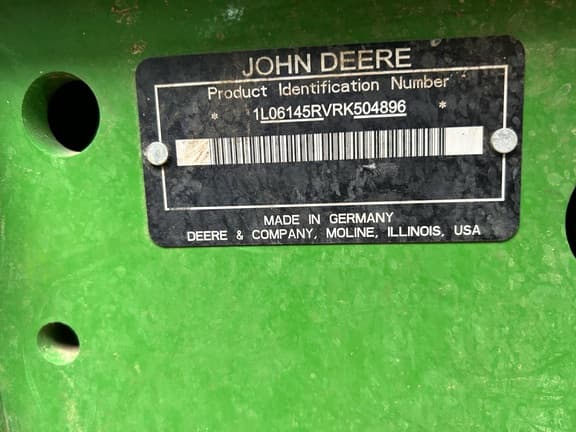 JOHN DEERE
Product Identification Number
* 1L06145RVRK504896 *
MADE IN GERMANY
DEERE & COMPANY, MOLINE, ILLINOIS, USA